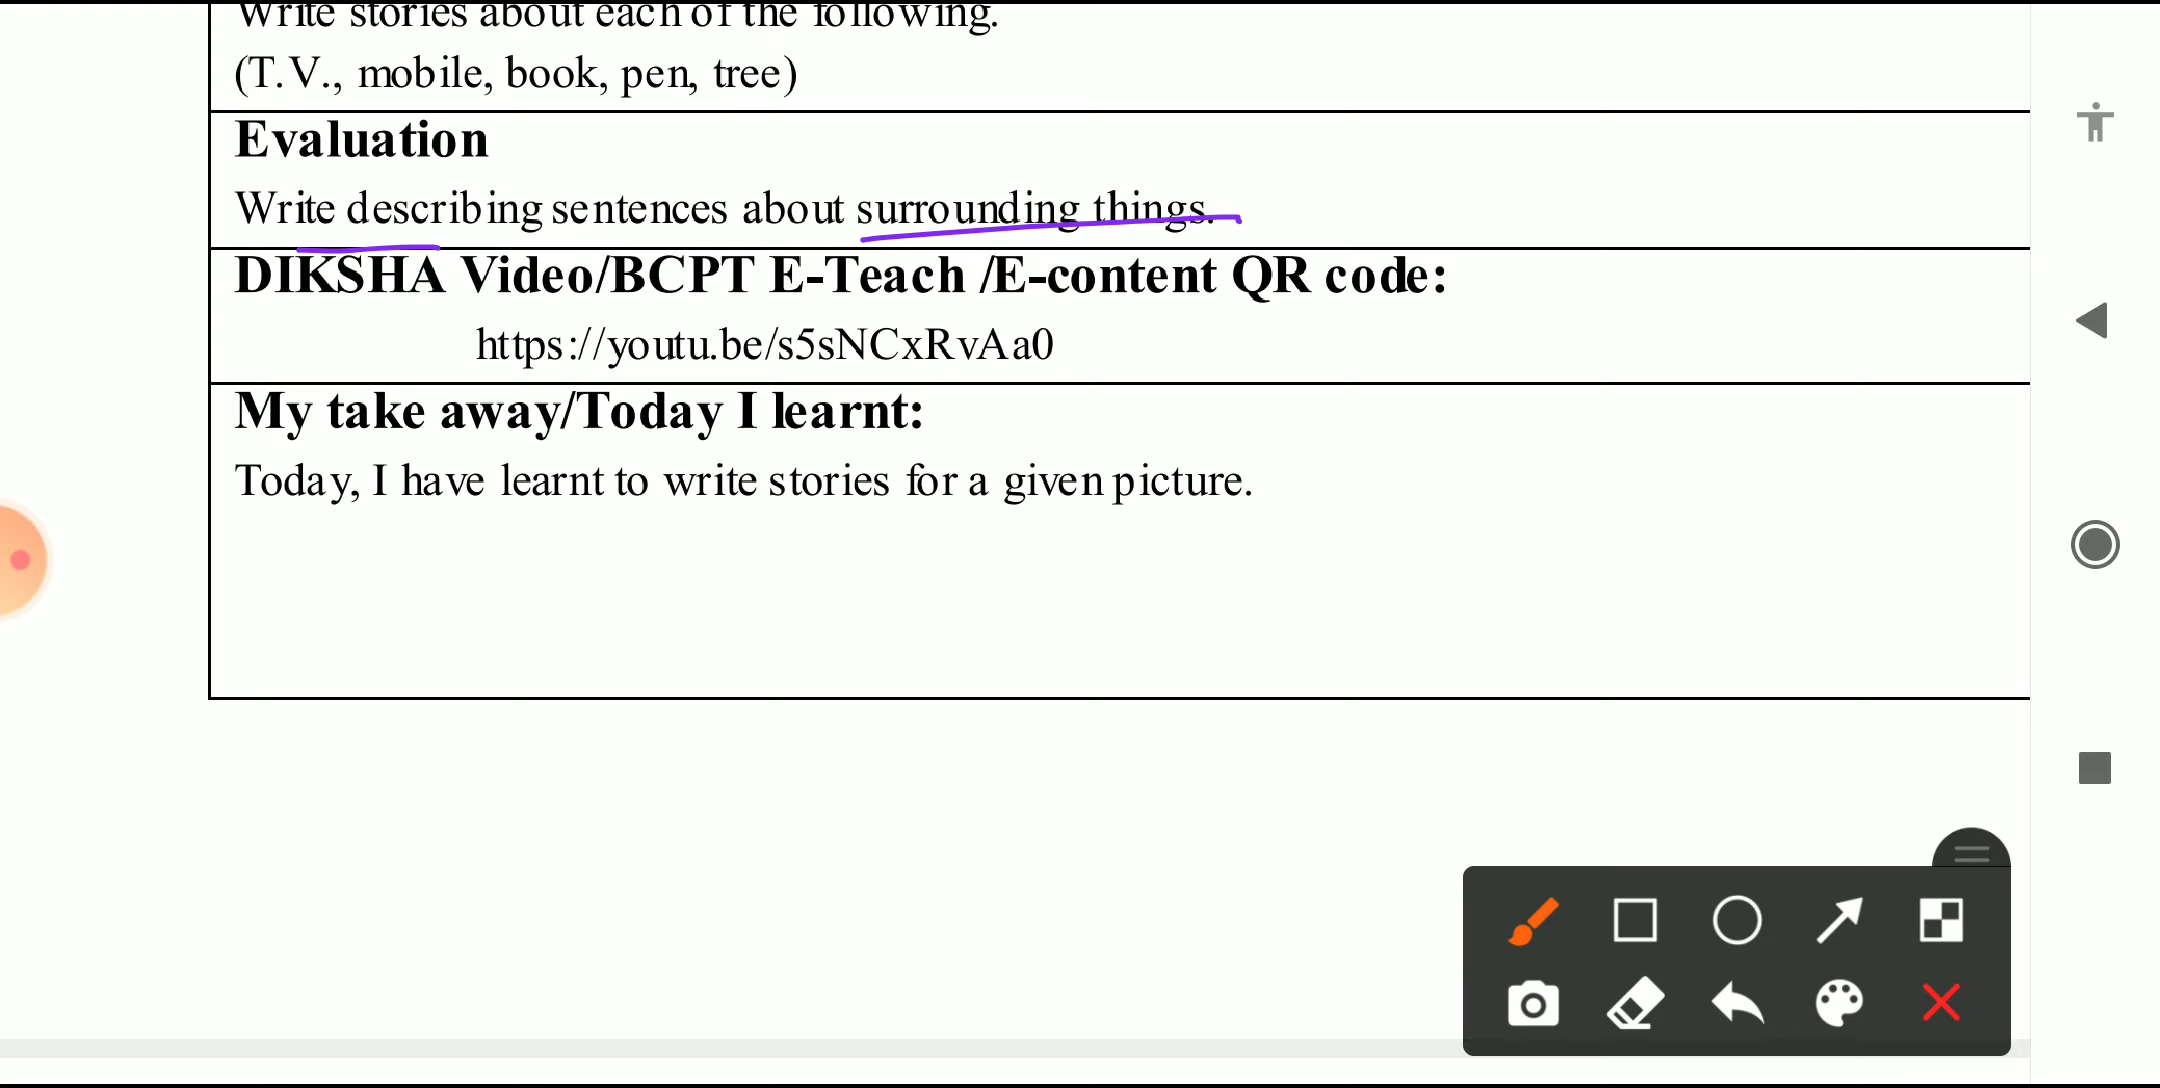 Write stories about each of the following.
(T.V., mobile, book, pen, tree)
Evaluation
Write describing sentences about surrounding things.
DIKSHA Video/BCPT E-Teach /E-content QR code:
https://youtu.be/s5sNCxRvAa0
My take away/Today I learnt:
Today, I have learnt to write stories for a given picture.